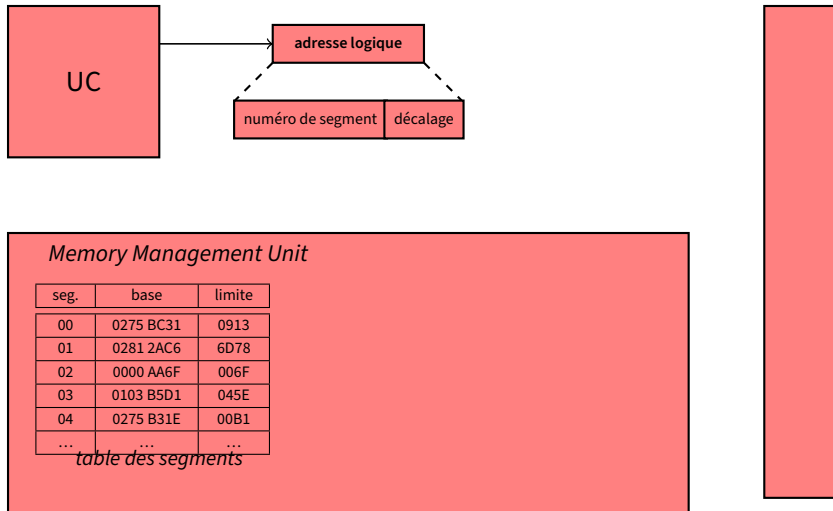 UC
adresse logique
numéro de segment décalage
Memory Management Unit
seg. base limite
00 0275 BC31 0913
01 0281 2AC6 6D78
02 0000 AA6F 006F
03 0103 B5D1 045E
04 0275 B31E 00B1
… … …
table des segments